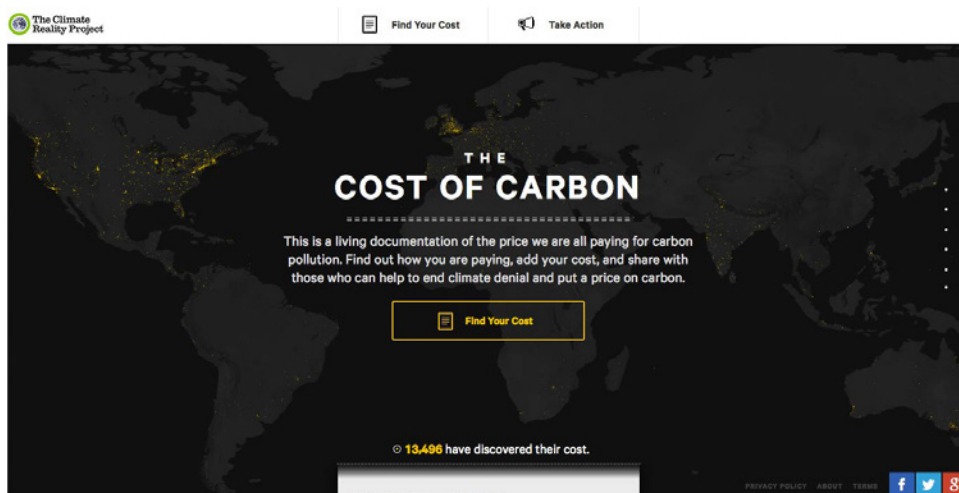 The Climate
Reality Project
Find Your Cost
Take Action
THE
COST OF CARBON
This is a living documentation of the price we are all paying for carbon
pollution. Find out how you are paying, add your cost, and share with
those who can help to end climate denial and put a price on carbon.
Find Your Cost
13,496 have discovered their cost.
PRIVACY POLICY ABOUT TERMS
f
g